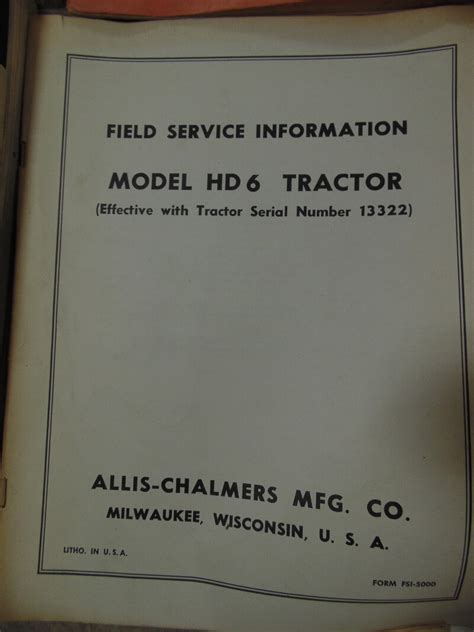 FIELD SERVICE INFORMATION
MODEL HD6 TRACTOR
(Effective with Tractor Serial Number 13322)
ALLIS-CHALMERS MFG. CO.
MILWAUKEE, WISCONSIN, U. S. A.
LITHO. IN U.S.A.
FORM FSI-5000